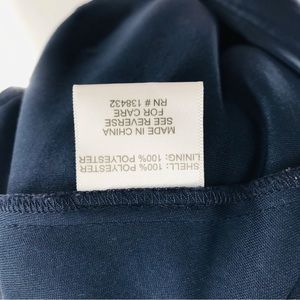 SHELL: 100% POLYESTER
LINING: 100% POLYESTER
MADE IN CHINA
SEE REVERSE
FOR CARE
RN # 138432